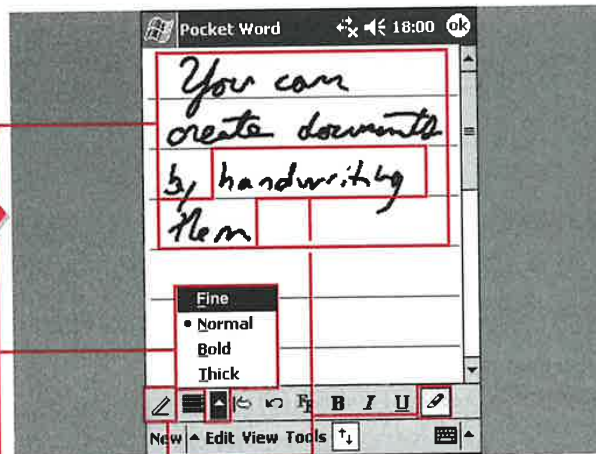 Pocket Word 18:00 ok
You can
create documents
by handwriting
them
Fine
Normal
Bold
Thick
B I U
New Edit View Tools